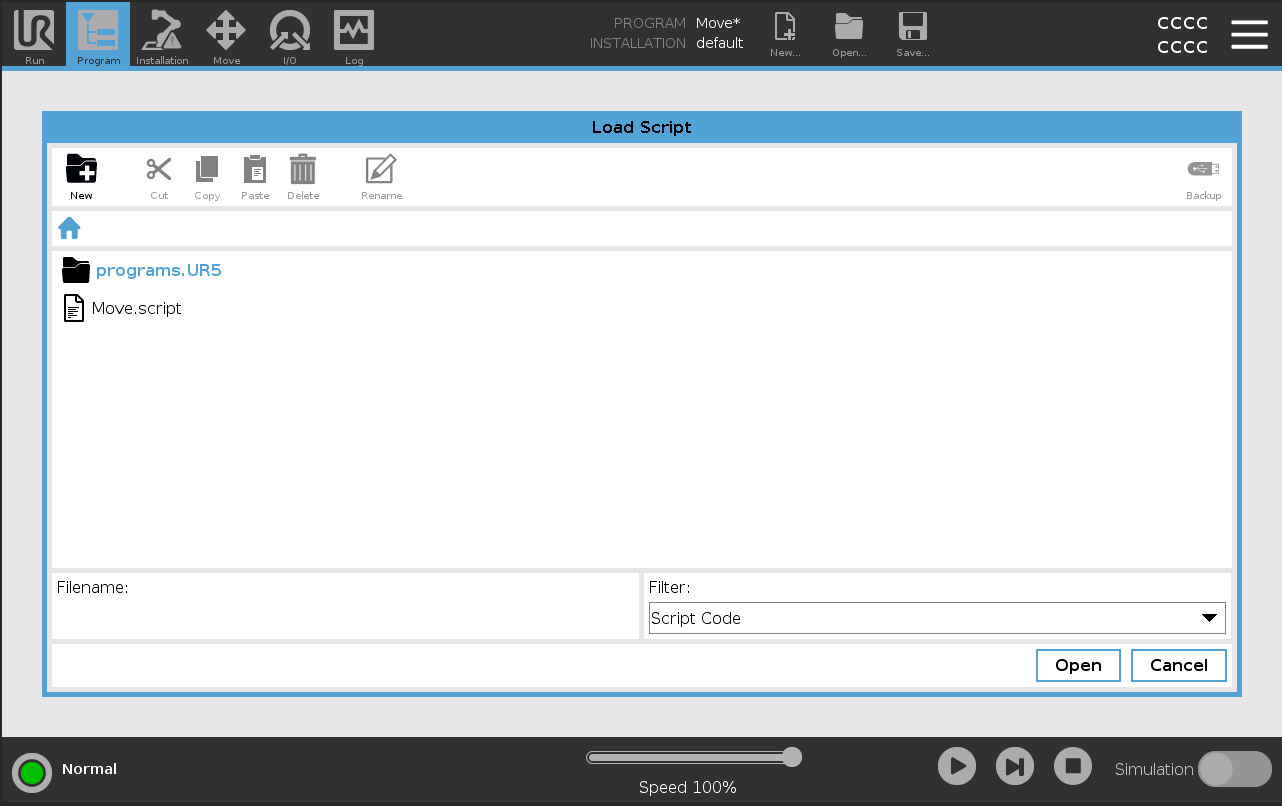 PROGRAM Move*
INSTALLATION default
CCCC
CCCC
UR
Run
Program
Installation
Move
I/O
Log
New...
Open...
Save...
Load Script
New
Cut
Copy
Paste
Delete
Rename
Backup
programs.UR5
Move.script
Filename:
Filter:
Script Code
Open
Cancel
Normal
Speed 100%
Simulation